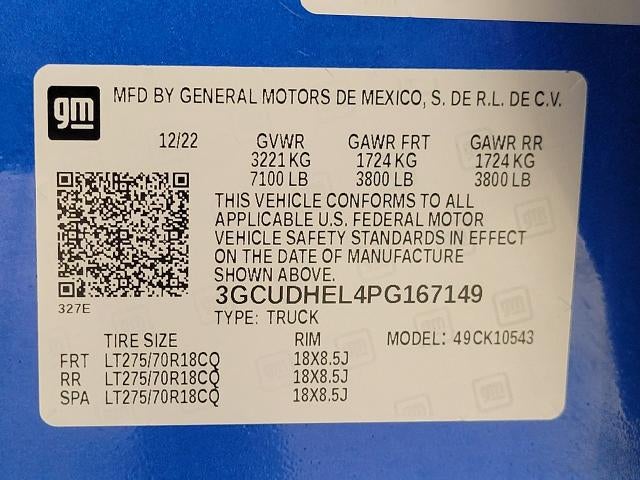 gm
MFD BY GENERAL MOTORS DE MEXICO, S. DE R.L. DE C.V.
12/22 GVWR GAWR FRT GAWR RR
3221 KG 1724 KG 1724 KG
7100 LB 3800 LB 3800 LB
THIS VEHICLE CONFORMS TO ALL
APPLICABLE U.S. FEDERAL MOTOR
VEHICLE SAFETY STANDARDS IN EFFECT
ON THE DATE OF MANUFACTURE
SHOWN ABOVE.
3GCUDHEL4PG167149
327E
TYPE: TRUCK
TIRE SIZE RIM MODEL: 49CK10543
FRT LT275/70R18CQ 18X8.5J
RR LT275/70R18CQ 18X8.5J
SPA LT275/70R18CQ 18X8.5J